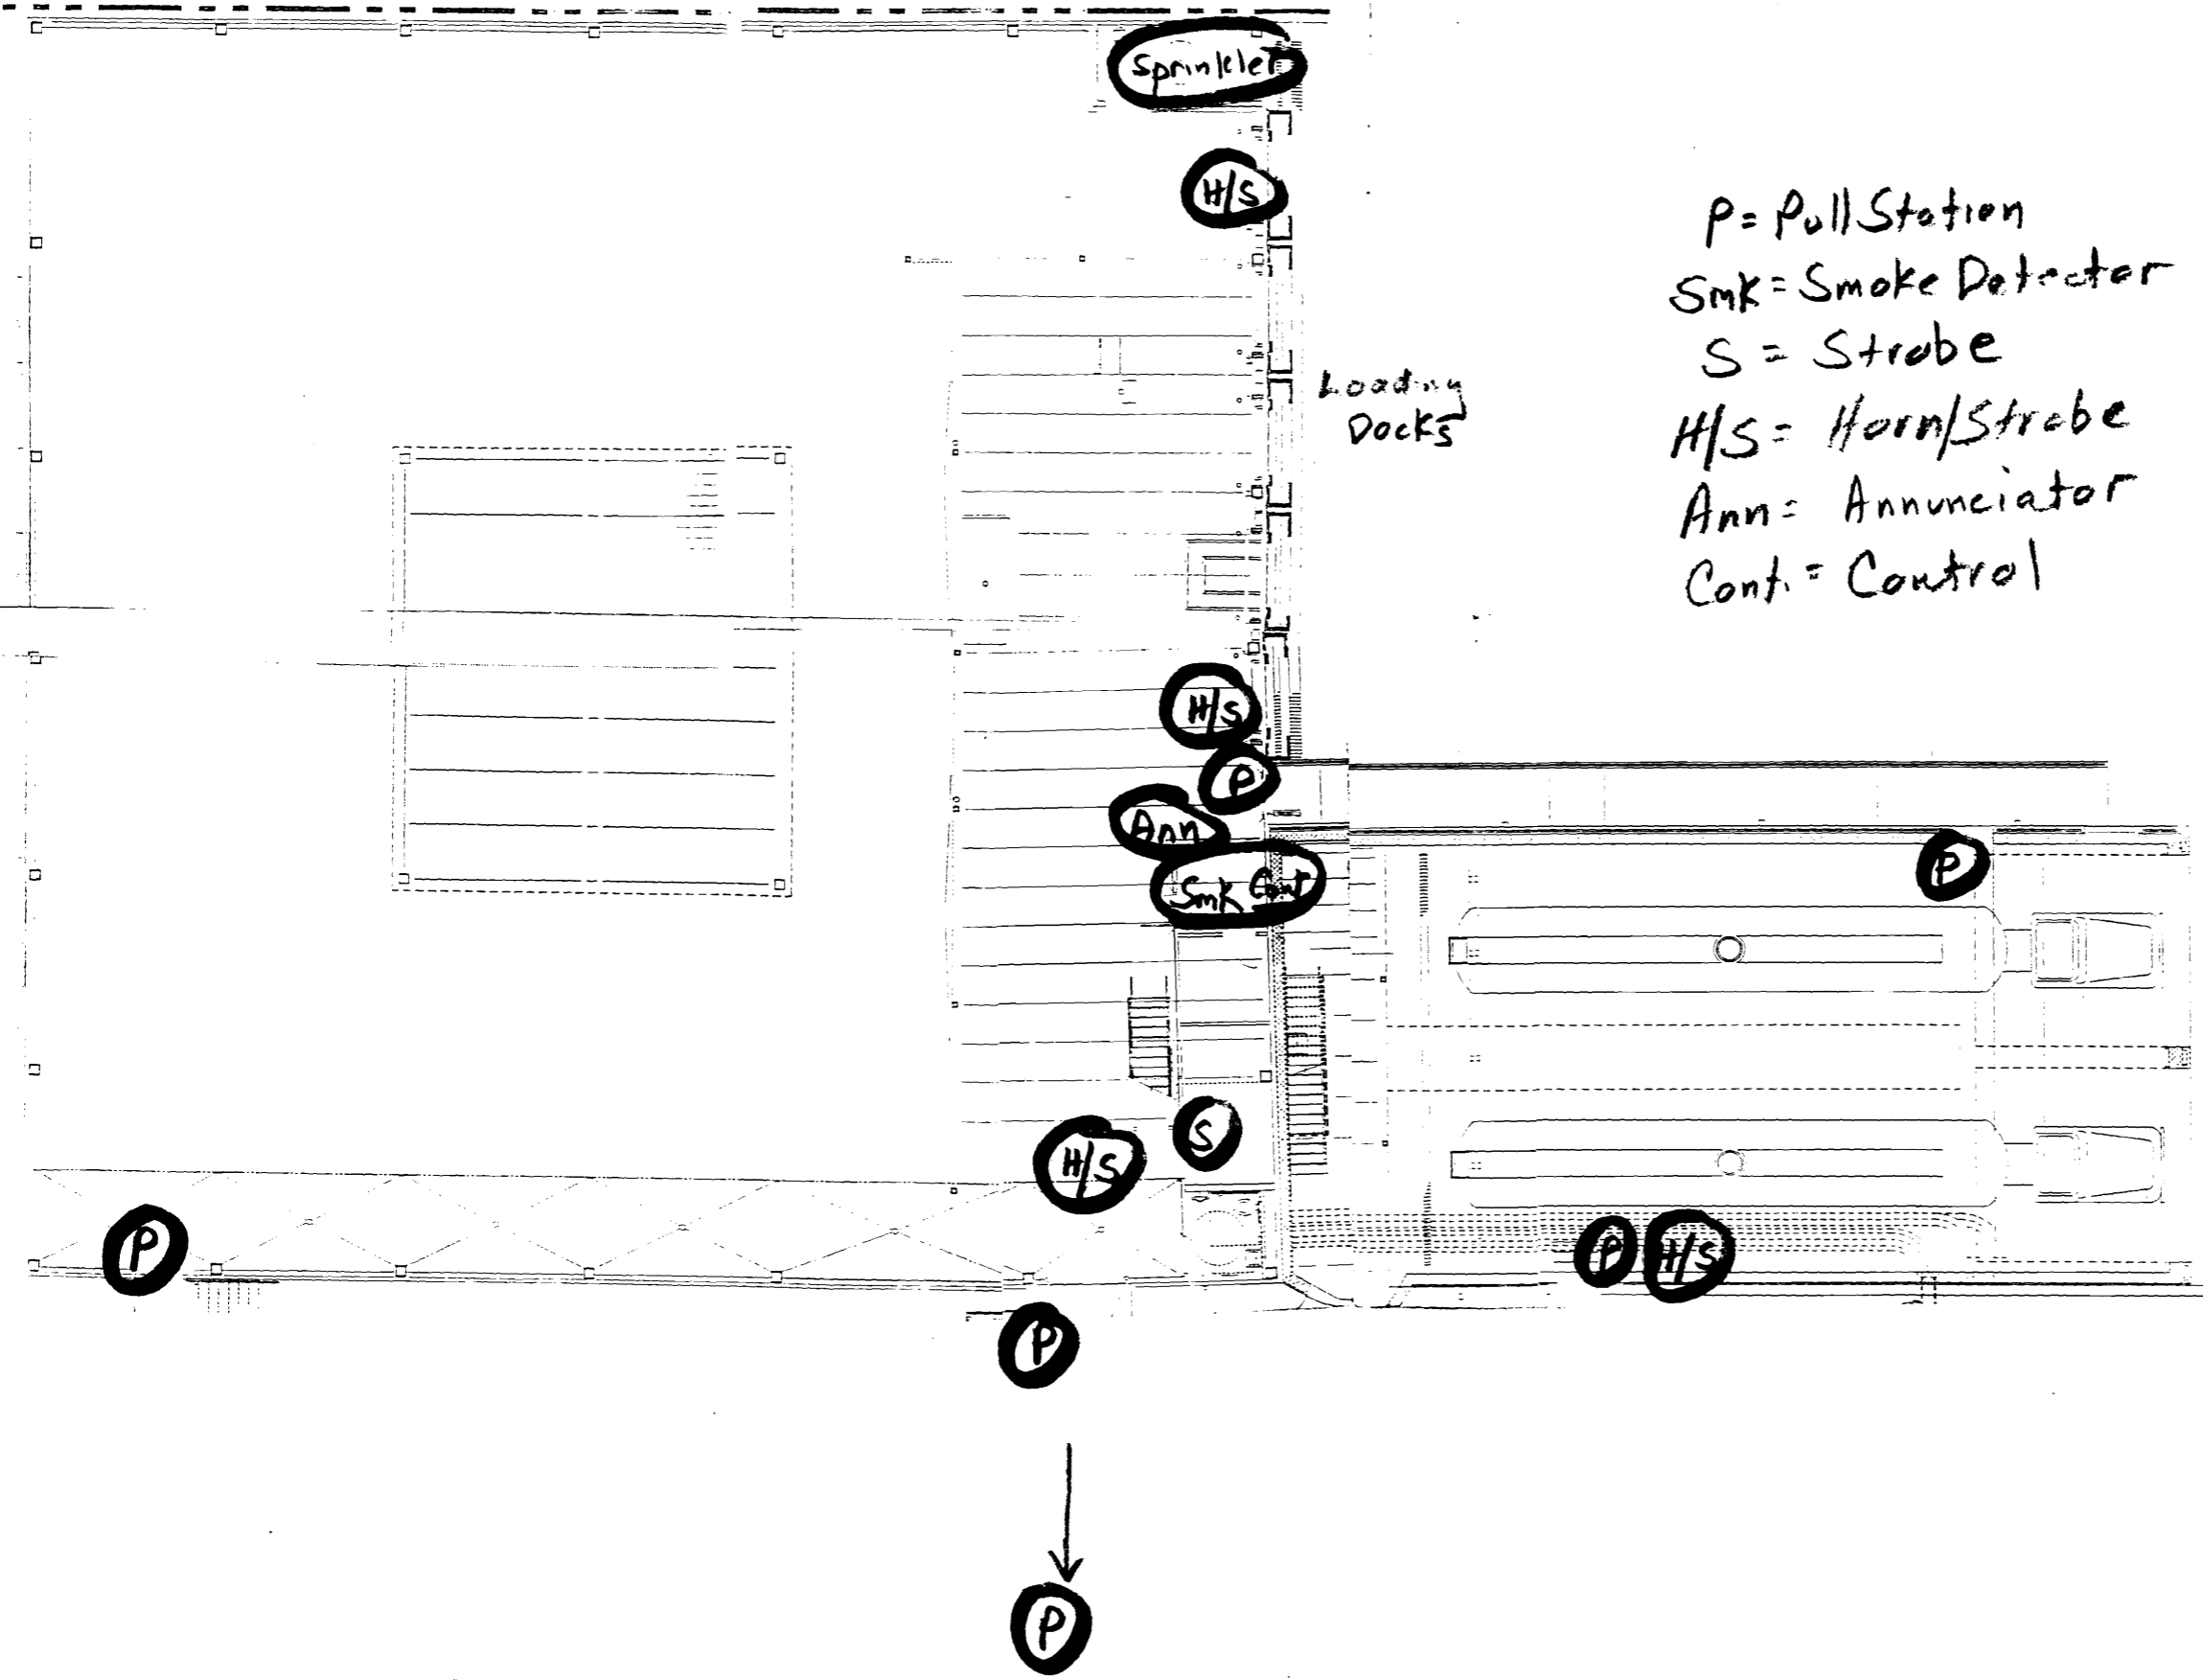 Sprinkler
H/S
P = Pull Station
Smk = Smoke Detector
S = Strobe
H/S = Horn/Strobe
Ann = Annunciator
Cont. = Control
Loading
Docks
H/S
P
Ann
Smk Cont
P
S
H/S
P
P
H/S
P
P